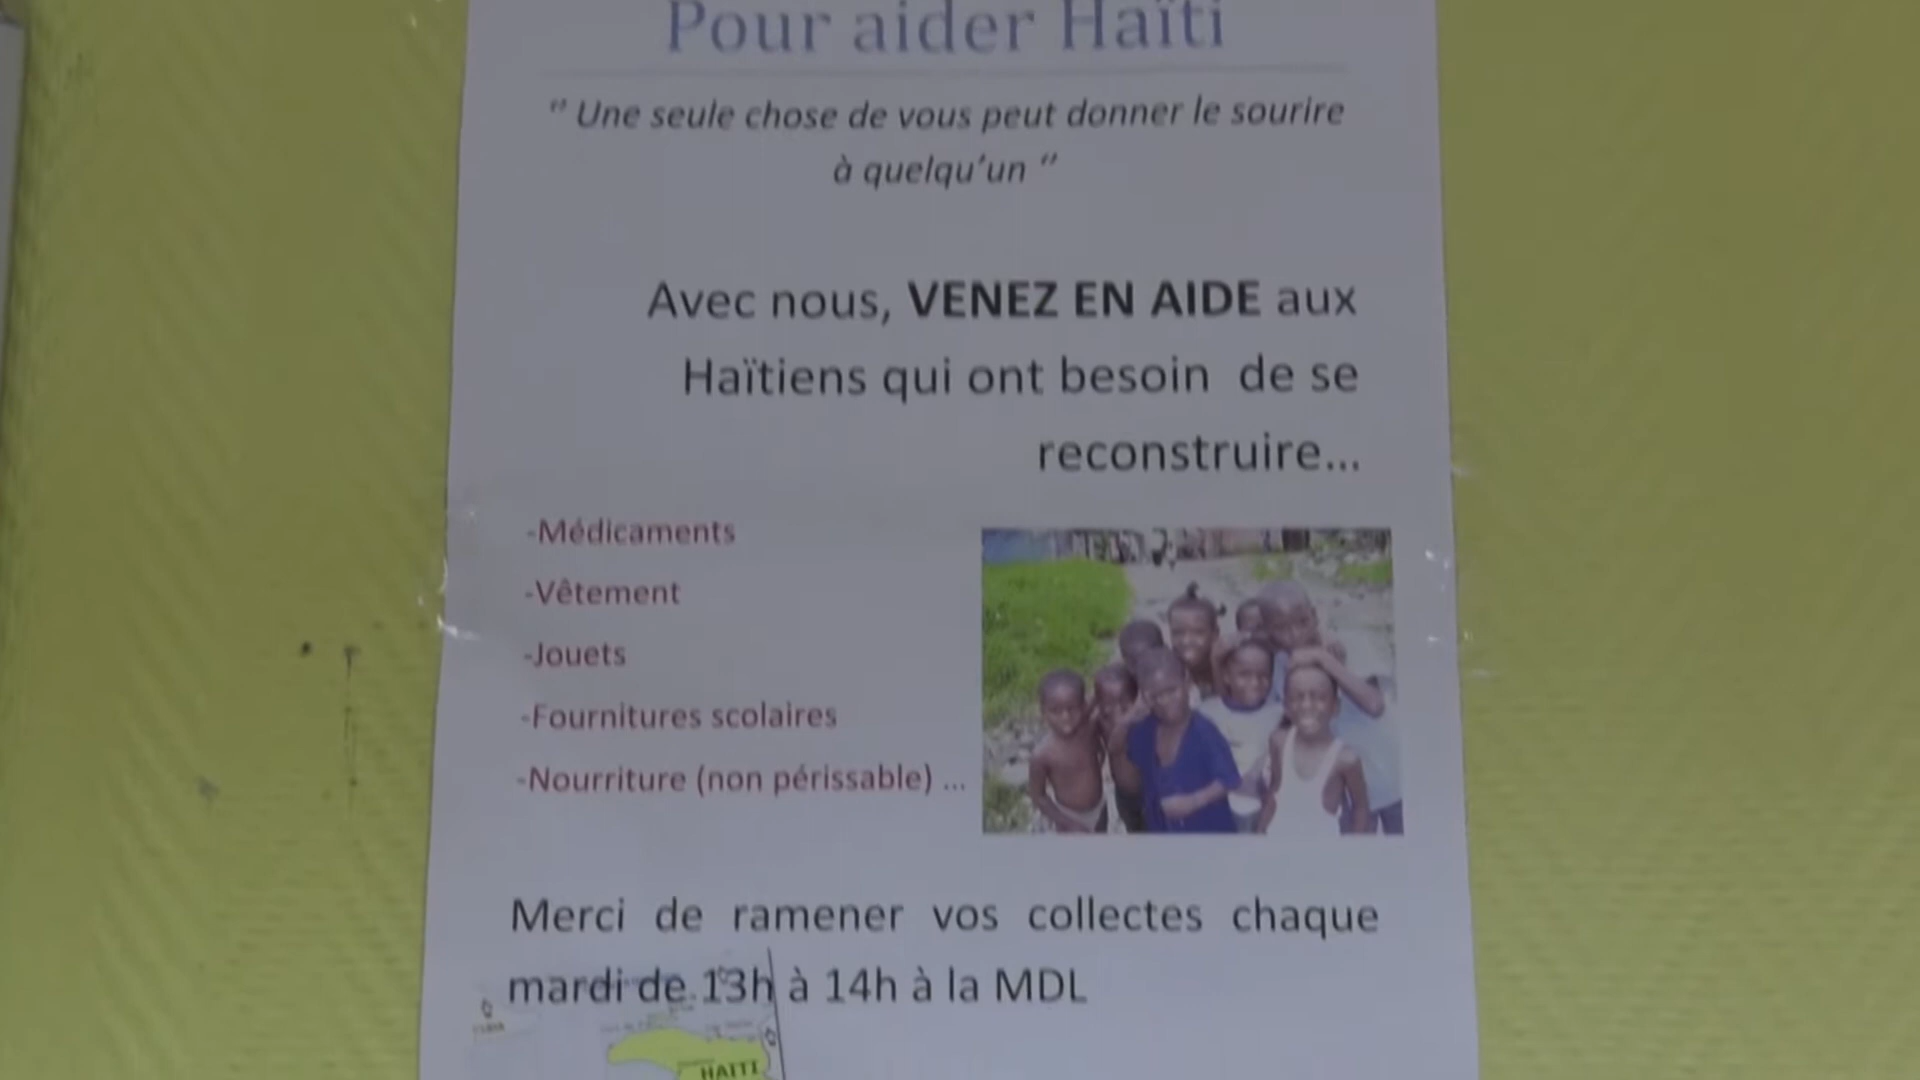 Pour aider Haïti
‘’ Une seule chose de vous peut donner le sourire
à quelqu’un ‘’
Avec nous, VENEZ EN AIDE aux
Haïtiens qui ont besoin de se
reconstruire...
-Médicaments
-Vêtement
-Jouets
-Fournitures scolaires
-Nourriture (non périssable) ...
Merci de ramener vos collectes chaque
mardi de 13h à 14h à la MDL
HAITI